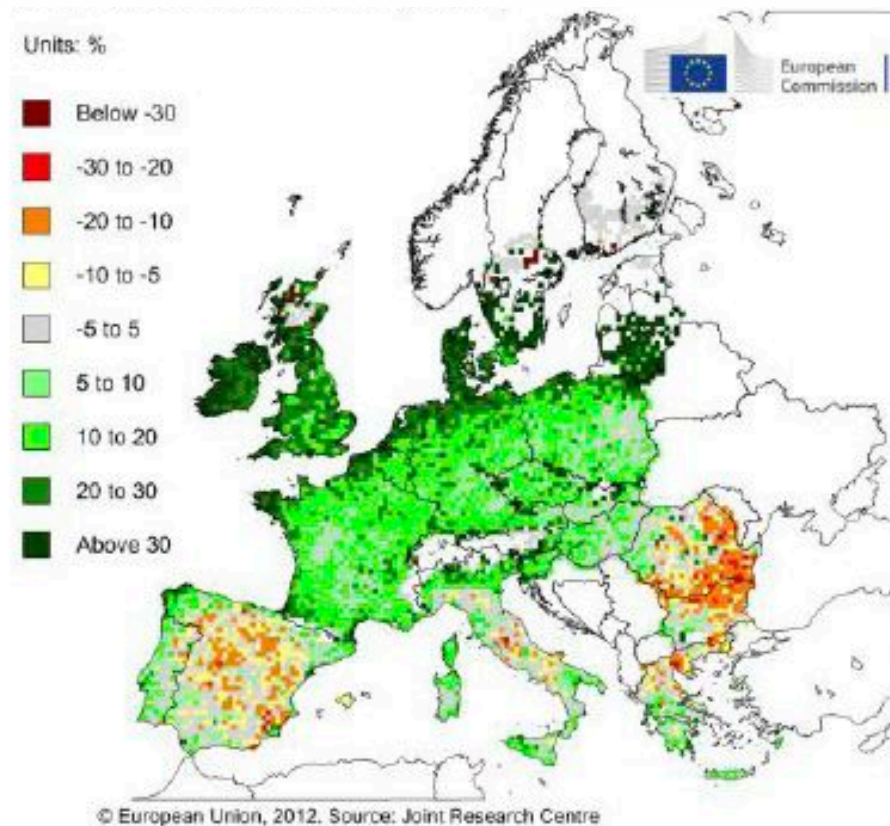 Units: %
European
Commission
Below -30
-30 to -20
-20 to -10
-10 to -5
-5 to 5
5 to 10
10 to 20
20 to 30
Above 30
© European Union, 2012. Source: Joint Research Centre